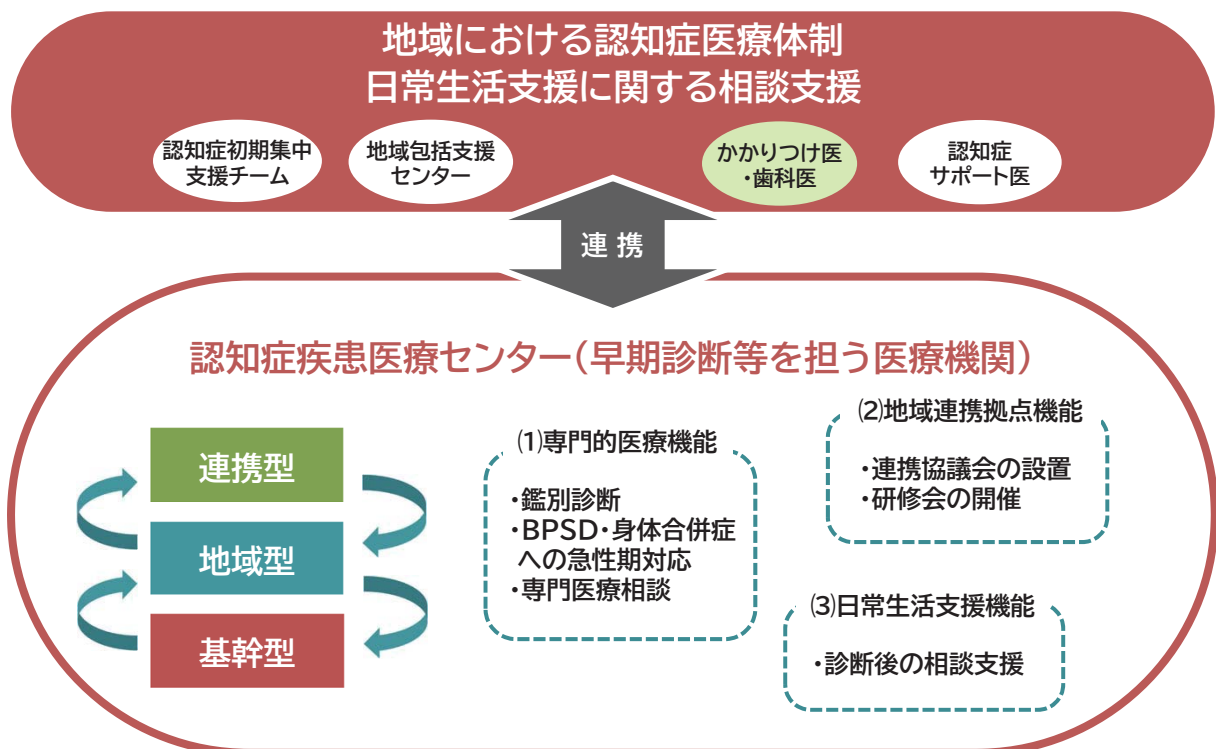 地域における認知症医療体制
日常生活支援に関する相談支援
認知症初期集中
支援チーム
地域包括支援
センター
かかりつけ医
・歯科医
認知症
サポート医
連 携
認知症疾患医療センター（早期診断等を担う医療機関）
連携型
地域型
基幹型
⑴専門的医療機能
・鑑別診断
・BPSD・身体合併症
への急性期対応
・専門医療相談
⑵地域連携拠点機能
・連携協議会の設置
・研修会の開催
⑶日常生活支援機能
・診断後の相談支援